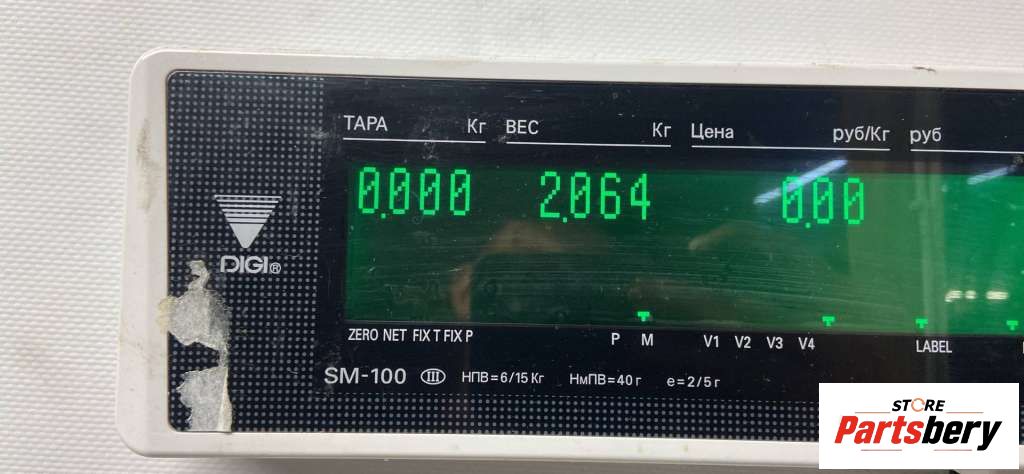 ТАРА Кг ВЕС Кг Цена руб/Кг руб
0.000 2.064 0.00
DIGI®
ZERO NET FIX T FIX P P M V1 V2 V3 V4 LABEL
SM-100 III НПВ=6/15 Кг НмПВ=40 г е=2/5 г
STORE
Partsbery